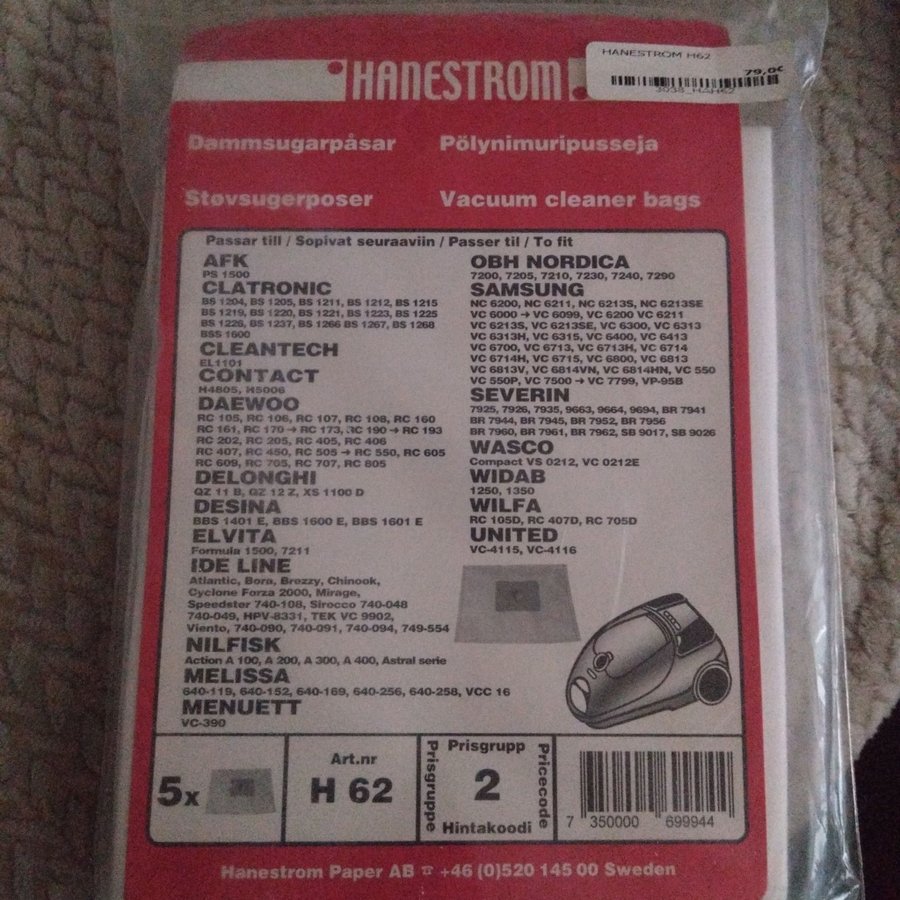 HANESTROM
HANESTROM H62
79,0€
3038_HAH62
Dammsugarpåsar
Pölynimuripusseja
Støvsugerposer
Vacuum cleaner bags
Passar till / Sopivat seuraaviin / Passer til / To fit
AFK
PS 1500
CLATRONIC
BS 1204, BS 1205, BS 1211, BS 1212, BS 1215
BS 1219, BS 1220, BS 1221, BS 1223, BS 1225
BS 1226, BS 1237, BS 1266 BS 1267, BS 1268
BSS 1600
CLEANTECH
EL1101
CONTACT
H4805, H5006
DAEWOO
RC 105, RC 106, RC 107, RC 108, RC 160
RC 161, RC 170 → RC 173, RC 190 → RC 193
RC 202, RC 205, RC 405, RC 406
RC 407, RC 450, RC 505 → RC 550, RC 605
RC 609, RC 705, RC 707, RC 805
DELONGHI
QZ 11 B, QZ 12 Z, XS 1100 D
DESINA
BBS 1401 E, BBS 1600 E, BBS 1601 E
ELVITA
Formula 1500, 7211
IDE LINE
Atlantic, Bora, Brezzy, Chinook,
Cyclone Forza 2000, Mirage,
Speedster 740-108, Sirocco 740-048
740-049, HPV-8331, TEK VC 9902,
Viento, 740-090, 740-091, 740-094, 749-554
NILFISK
Action A 100, A 200, A 300, A 400, Astral serie
MELISSA
640-119, 640-152, 640-169, 640-256, 640-258, VCC 16
MENUETT
VC-390
OBH NORDICA
7200, 7205, 7210, 7230, 7240, 7290
SAMSUNG
NC 6200, NC 6211, NC 6213S, NC 6213SE
VC 6000 → VC 6099, VC 6200 VC 6211
VC 6213S, VC 6213SE, VC 6300, VC 6313
VC 6313H, VC 6315, VC 6400, VC 6413
VC 6700, VC 6713, VC 6713H, VC 6714
VC 6714H, VC 6715, VC 6800, VC 6813
VC 6813V, VC 6814VN, VC 6814HN, VC 550
VC 550P, VC 7500 → VC 7799, VP-95B
SEVERIN
7925, 7926, 7935, 9663, 9664, 9694, BR 7941
BR 7944, BR 7945, BR 7952, BR 7956
BR 7960, BR 7961, BR 7962, SB 9017, SB 9026
WASCO
Compact VS 0212, VC 0212E
WIDAB
1250, 1350
WILFA
RC 105D, RC 407D, RC 705D
UNITED
VC-4115, VC-4116
5x
Art.nr
H 62
Prisgruppe
Prisgrupp
2
Hintakoodi
Pricecode
7 350000 699944
Hanestrom Paper AB ☎ +46 (0)520 145 00 Sweden